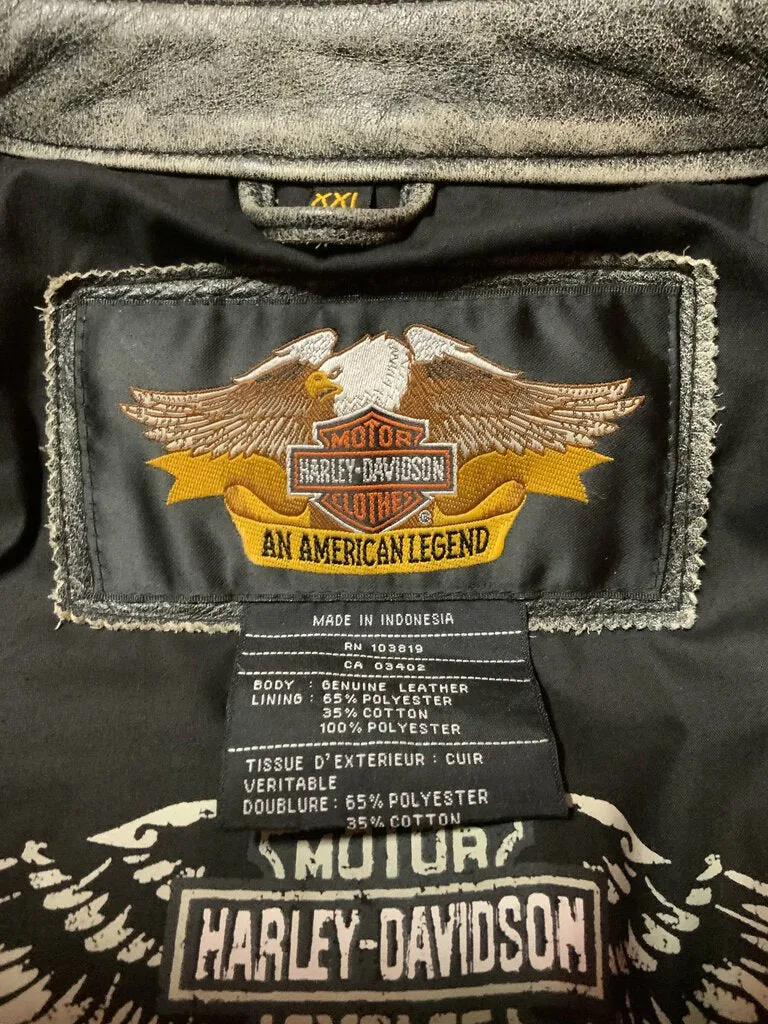 XXL
MOTOR
HARLEY-DAVIDSON
CLOTHES
®
AN AMERICAN LEGEND
MADE IN INDONESIA
RN 103819
CA 03402
BODY : GENUINE LEATHER
LINING : 65% POLYESTER
35% COTTON
100% POLYESTER
TISSUE D'EXTERIEUR : CUIR
VERITABLE
DOUBLURE : 65% POLYESTER
35% COTTON
MOTOR
HARLEY-DAVIDSON